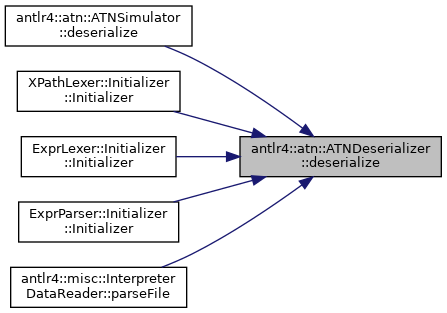 antlr4::atn::ATNSimulator
::deserialize
XPathLexer::Initializer
::Initializer
ExprLexer::Initializer
::Initializer
antlr4::atn::ATNDeserializer
::deserialize
ExprParser::Initializer
::Initializer
antlr4::misc::Interpreter
DataReader::parseFile